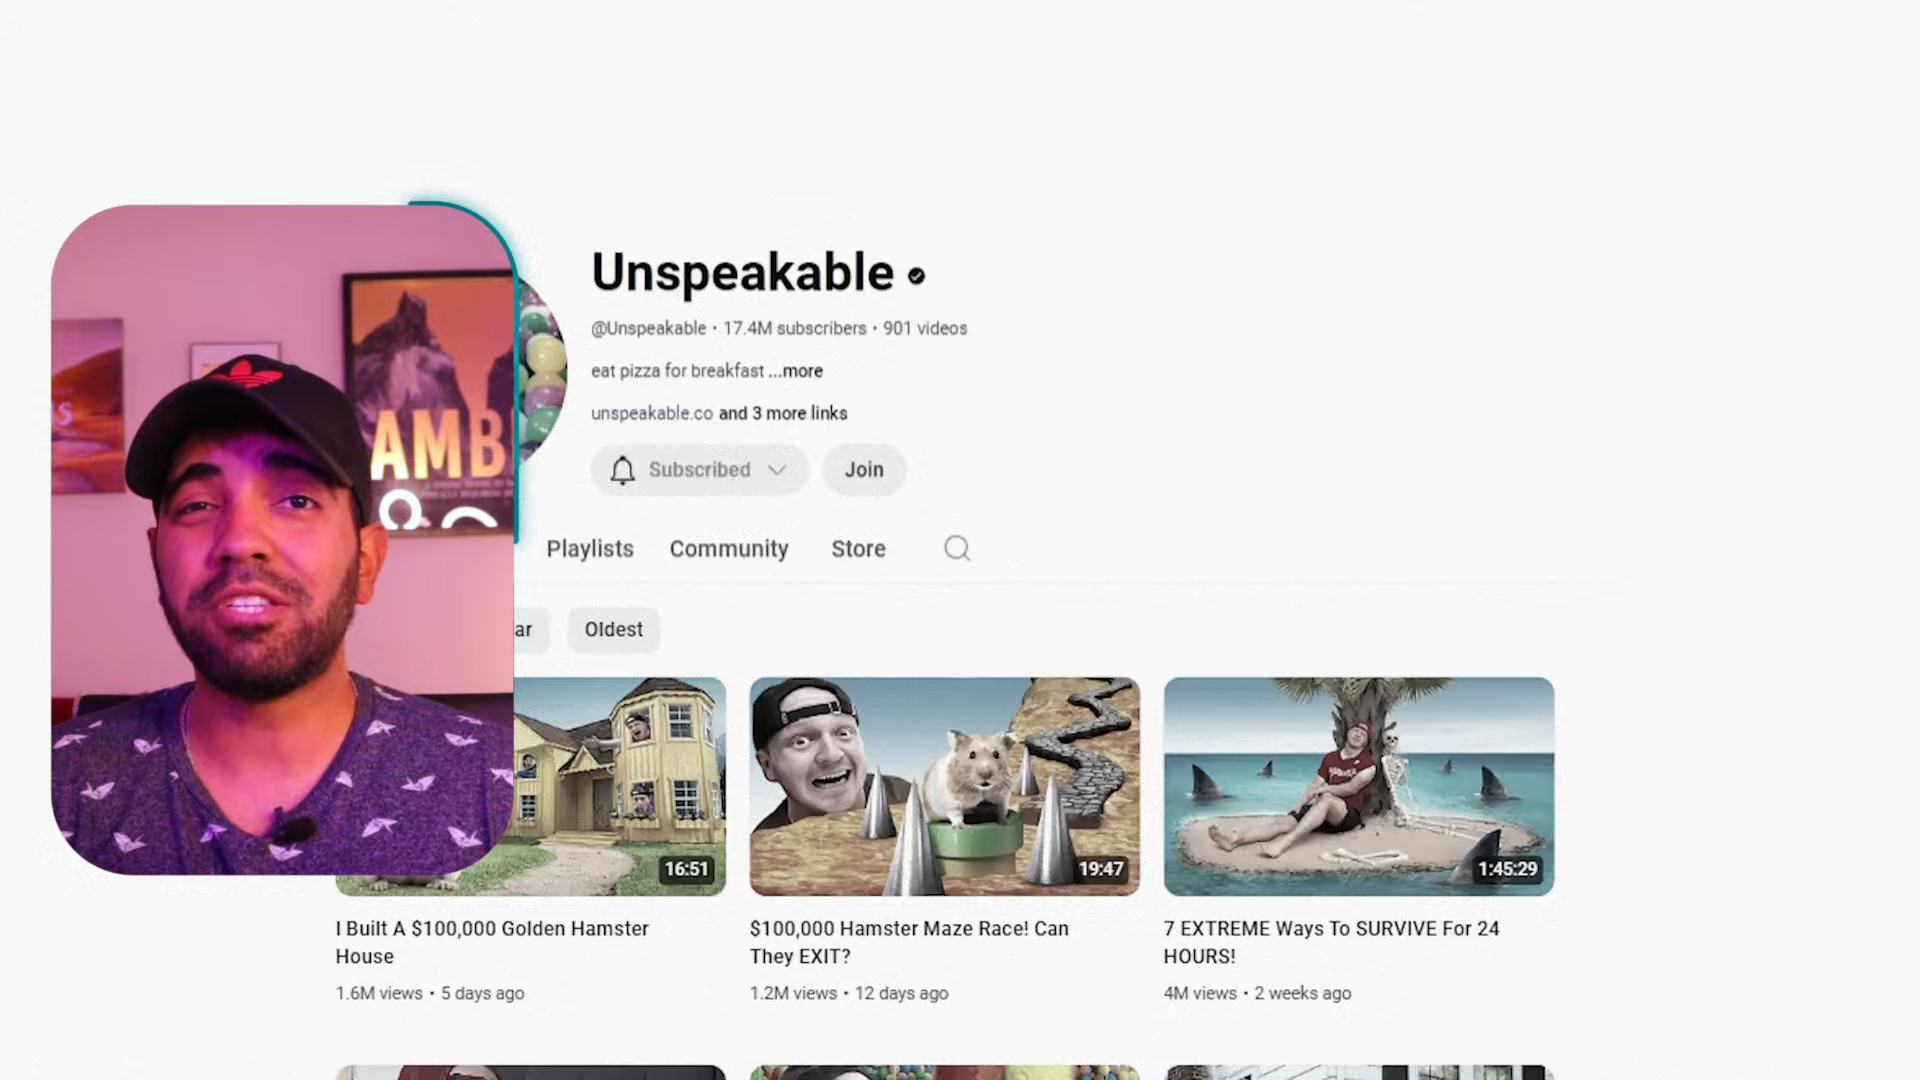 Unspeakable
@Unspeakable • 17.4M subscribers • 901 videos
eat pizza for breakfast ...more
unspeakable.co and 3 more links
Subscribed
Join
AMB
Playlists
Community
Store
ar
Oldest
16:51
19:47
1:45:29
I Built A $100,000 Golden Hamster
House
1.6M views • 5 days ago
$100,000 Hamster Maze Race! Can
They EXIT?
1.2M views • 12 days ago
7 EXTREME Ways To SURVIVE For 24
HOURS!
4M views • 2 weeks ago